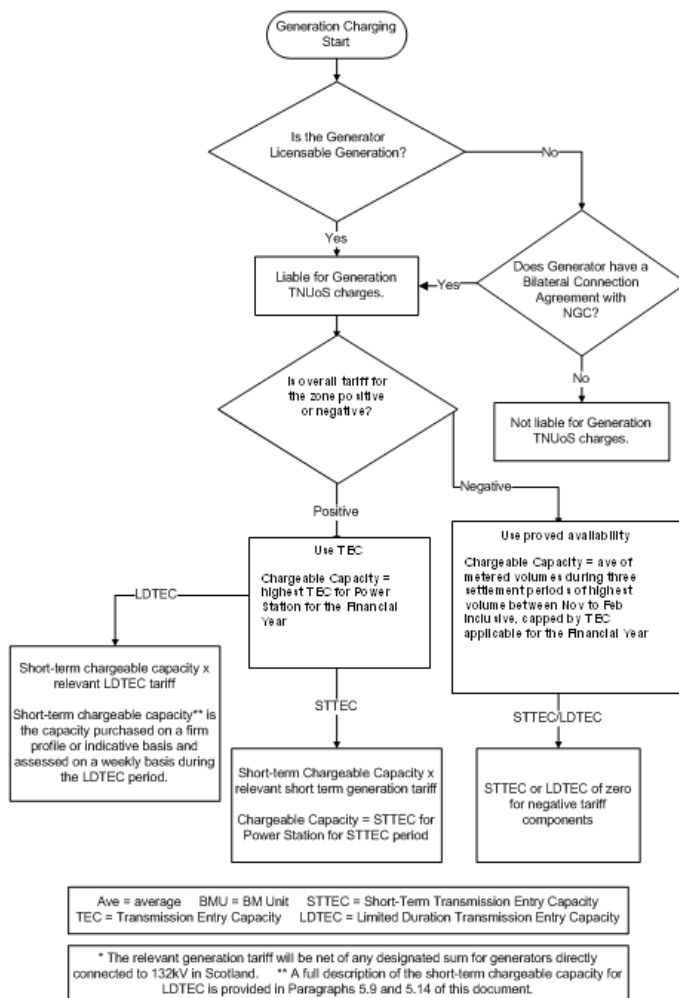 Generation Charging
Start
Is the Generator
Licensable Generation?
No
Yes
Liable for Generation
TNUoS charges.
Yes
Does Generator have a
Bilateral Connection
Agreement with
NGC?
No
Not liable for Generation
TNUoS charges.
Is overall tariff for
the zone positive
or negative?
Negative
Positive
Use TEC
Chargeable Capacity =
highest TEC for Power
Station for the Financial
Year
Use proved availability
Chargeable Capacity = ave of
metered volumes during three
settlement periods of highest
volume between Nov to Feb
inclusive, capped by TEC
applicable for the Financial Year
LDTEC
Short-term chargeable capacity x
relevant LDTEC tariff
Short-term chargeable capacity** is
the capacity purchased on a firm
profile or indicative basis and
assessed on a weekly basis during
the LDTEC period.
STTEC
Short-term Chargeable Capacity x
relevant short term generation tariff
Chargeable Capacity = STTEC for
Power Station for STTEC period
STTEC/LDTEC
STTEC or LDTEC of zero
for negative tariff
components
Ave = average BMU = BM Unit STTEC = Short-Term Transmission Entry Capacity
TEC = Transmission Entry Capacity LDTEC = Limited Duration Transmission Entry Capacity
* The relevant generation tariff will be net of any designated sum for generators directly
connected to 132kV in Scotland. ** A full description of the short-term chargeable capacity for
LDTEC is provided in Paragraphs 5.9 and 5.14 of this document.